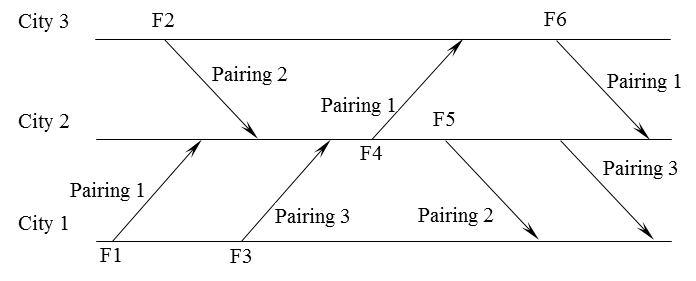 City 3
F2
F6
Pairing 2
Pairing 1
Pairing 1
City 2
F5
F4
Pairing 3
Pairing 1
Pairing 3
Pairing 2
City 1
F1
F3